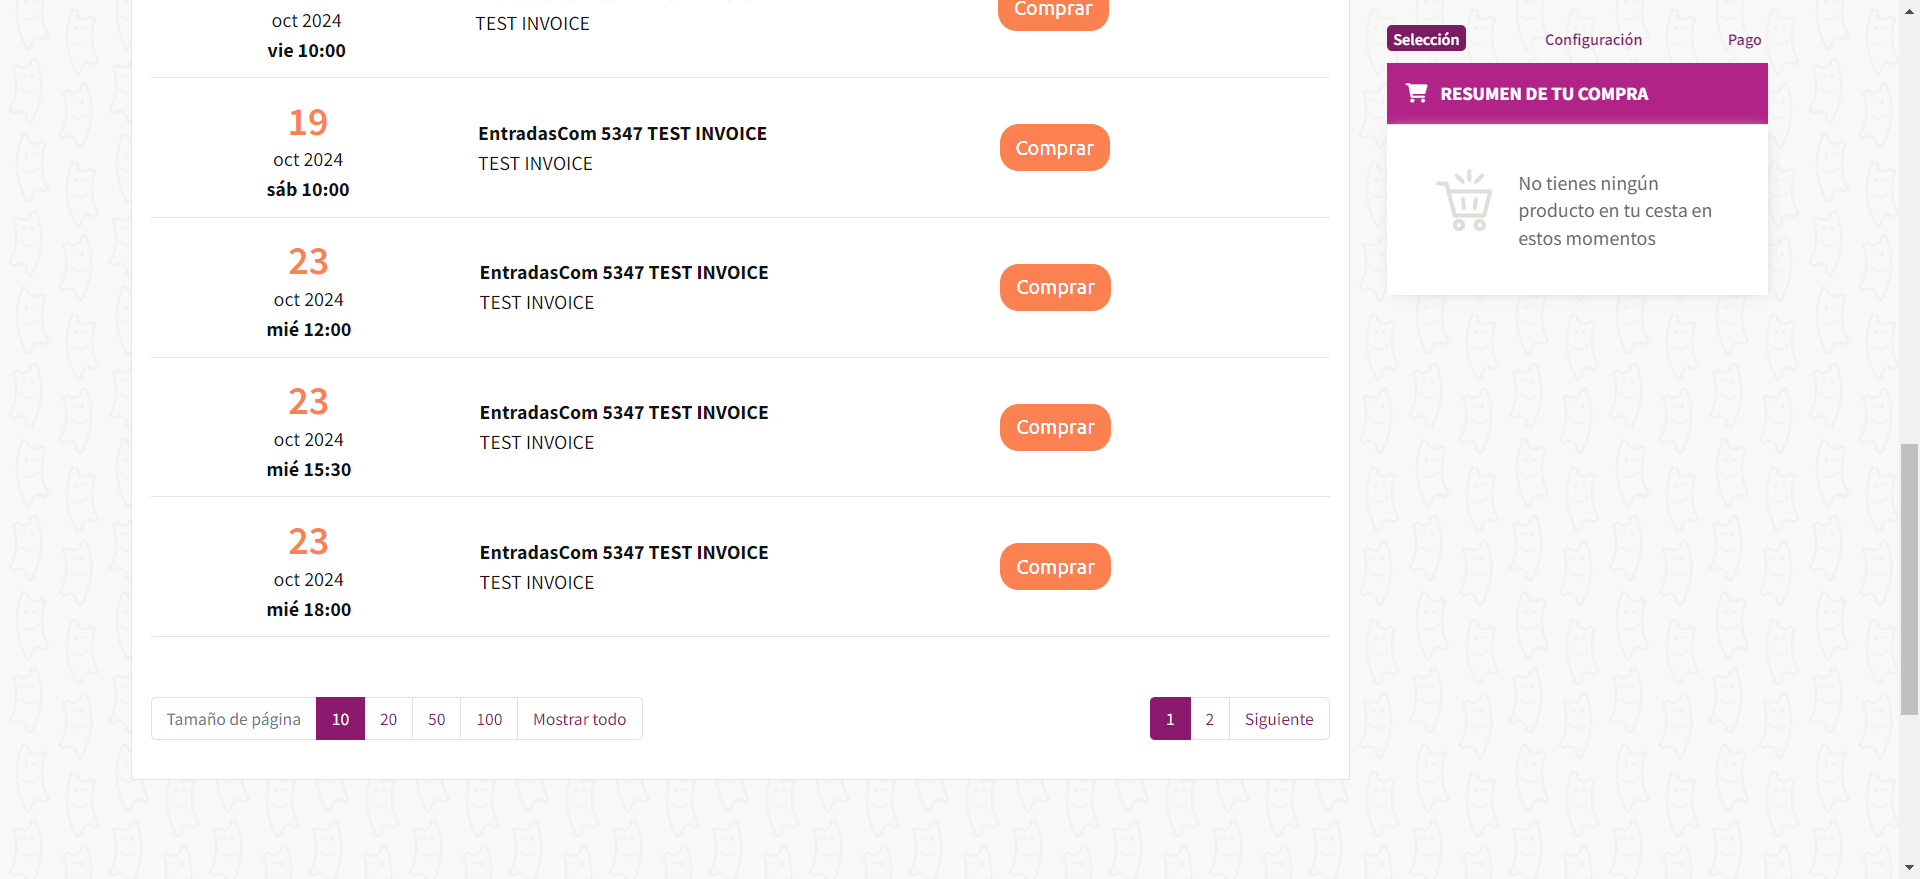 oct 2024
vie 10:00
TEST INVOICE
Comprar
19
oct 2024
sáb 10:00
EntradasCom 5347 TEST INVOICE
TEST INVOICE
Comprar
23
oct 2024
mié 12:00
EntradasCom 5347 TEST INVOICE
TEST INVOICE
Comprar
23
oct 2024
mié 15:30
EntradasCom 5347 TEST INVOICE
TEST INVOICE
Comprar
23
oct 2024
mié 18:00
EntradasCom 5347 TEST INVOICE
TEST INVOICE
Comprar
Tamaño de página 10 20 50 100 Mostrar todo
1 2 Siguiente
Selección Configuración Pago
RESUMEN DE TU COMPRA
No tienes ningún
producto en tu cesta en
estos momentos